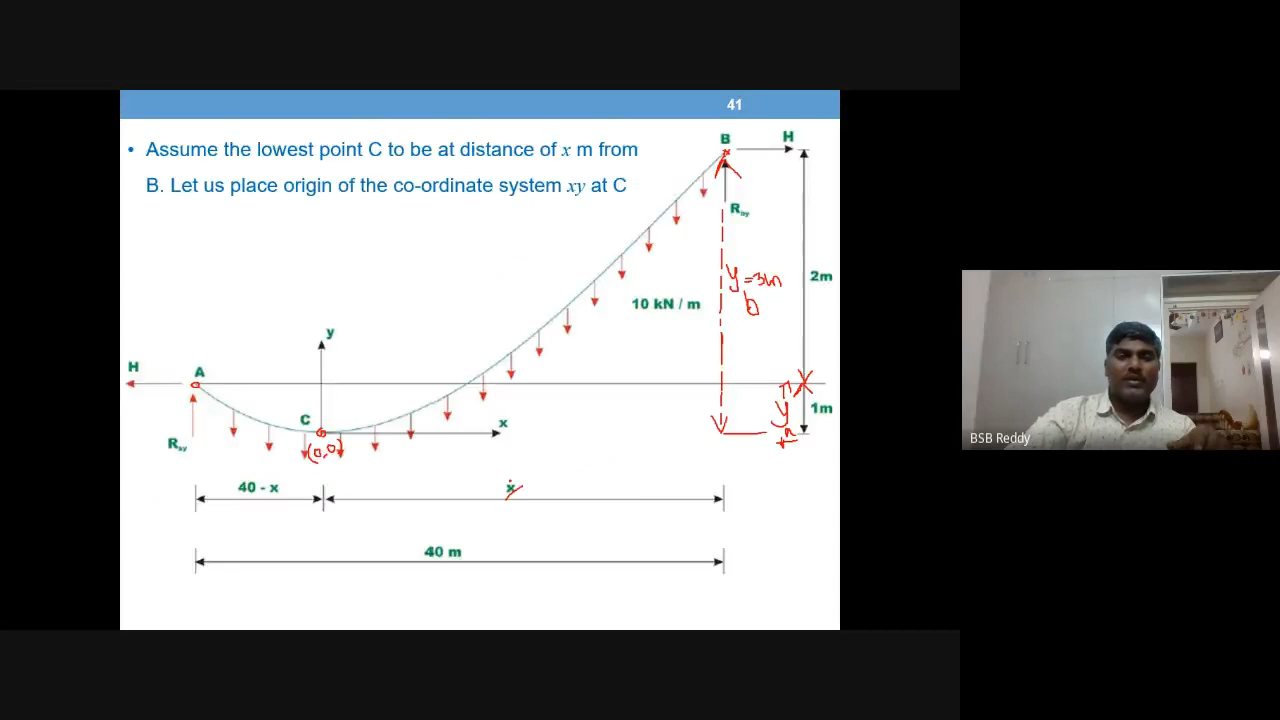 41
• Assume the lowest point C to be at distance of x m from
B. Let us place origin of the co-ordinate system xy at C
B
H
R
2m
y = 3m
b
10 kN / m
y
H
A
1m
y
C
x
R
(0,0)
BSB Reddy
40 - x
x
40 m